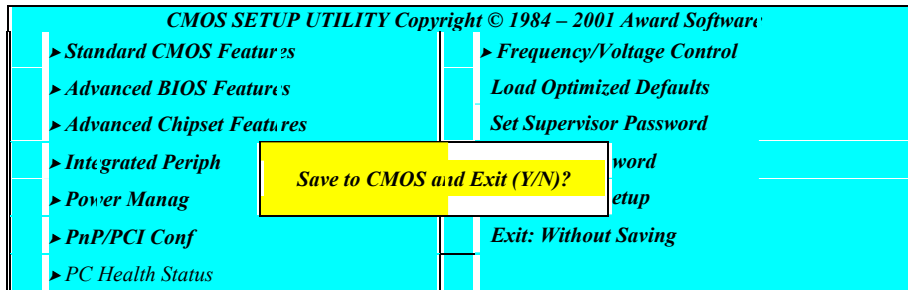 CMOS SETUP UTILITY Copyright © 1984 – 2001 Award Software
▸ Standard CMOS Features
▸ Advanced BIOS Features
▸ Advanced Chipset Features
▸ Integrated Periph
▸ Power Manag
▸ PnP/PCI Conf
▸ PC Health Status
▸ Frequency/Voltage Control
Load Optimized Defaults
Set Supervisor Password
word
etup
Exit: Without Saving
Save to CMOS and Exit (Y/N)?